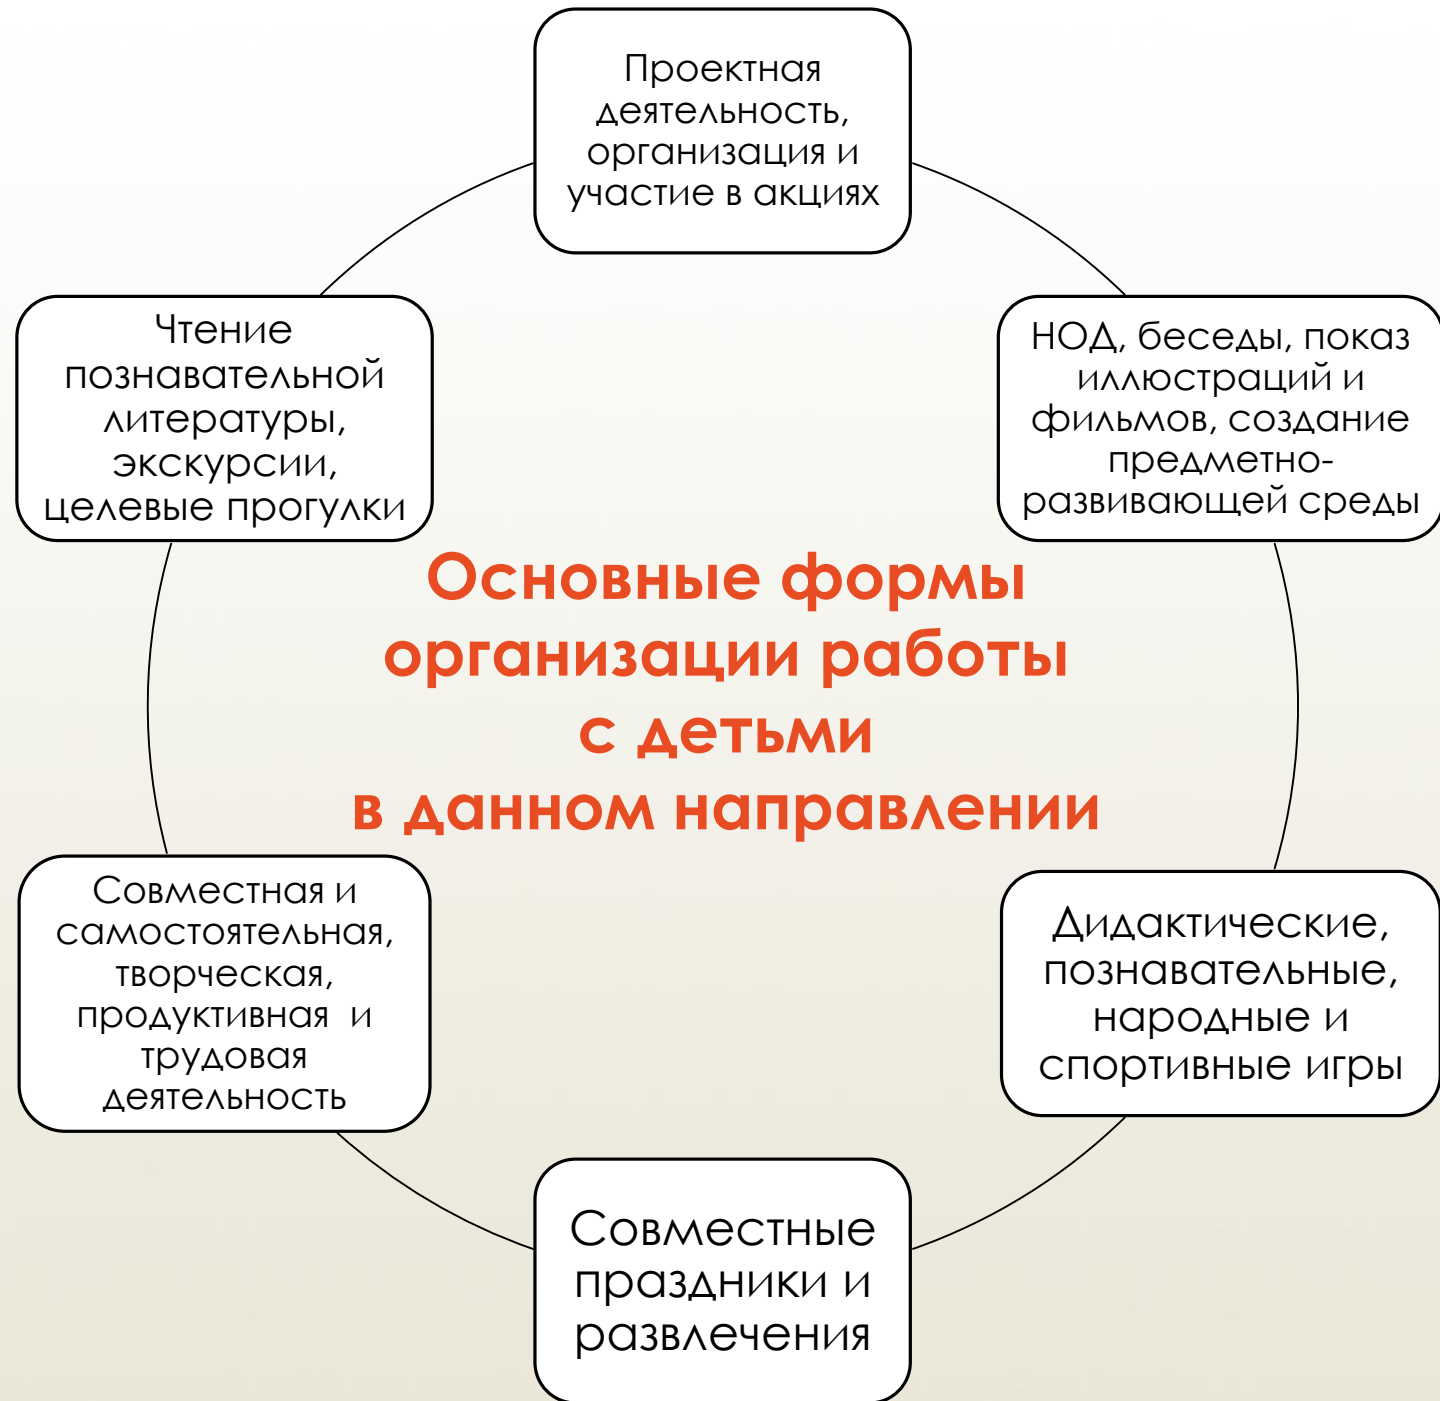 Проектная
деятельность,
организация и
участие в акциях
Чтение
познавательной
литературы,
экскурсии,
целевые прогулки
НОД, беседы, показ
иллюстраций и
фильмов, создание
предметно-
развивающей среды
Основные формы
организации работы
с детьми
в данном направлении
Совместная и
самостоятельная,
творческая,
продуктивная и
трудовая
деятельность
Дидактические,
познавательные,
народные и
спортивные игры
Совместные
праздники и
развлечения